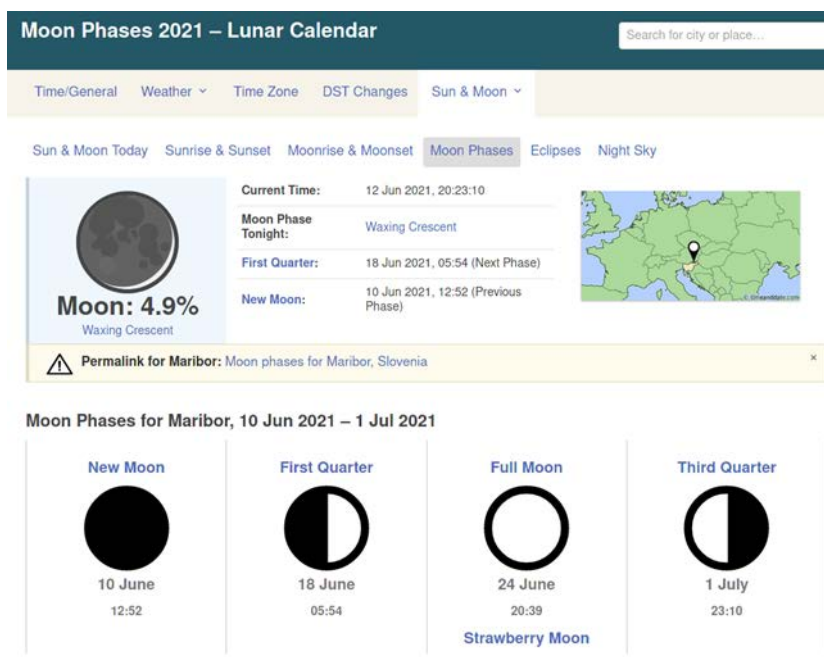 Moon Phases 2021 – Lunar Calendar
Search for city or place...
Time/General Weather Time Zone DST Changes Sun & Moon
Sun & Moon Today Sunrise & Sunset Moonrise & Moonset Moon Phases Eclipses Night Sky
Moon: 4.9%
Waxing Crescent
Current Time: 12 Jun 2021, 20:23:10
Moon Phase
Tonight: Waxing Crescent
First Quarter: 18 Jun 2021, 05:54 (Next Phase)
New Moon: 10 Jun 2021, 12:52 (Previous
Phase)
© timeanddate.com
Permalink for Maribor: Moon phases for Maribor, Slovenia ×
Moon Phases for Maribor, 10 Jun 2021 – 1 Jul 2021
New Moon First Quarter Full Moon Third Quarter
10 June 18 June 24 June 1 July
12:52 05:54 20:39 23:10
Strawberry Moon